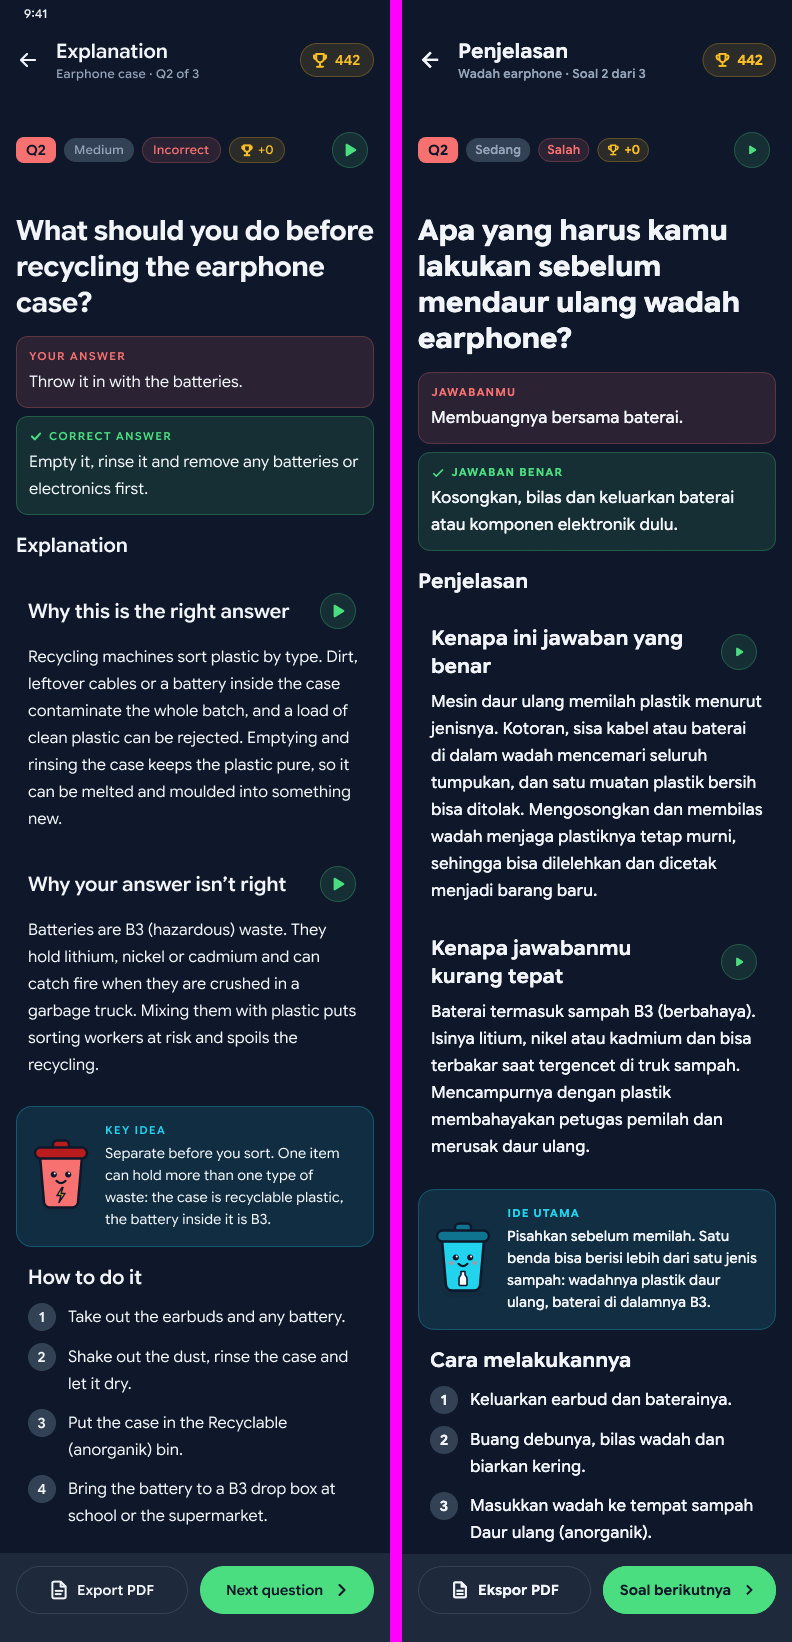 9:41
Explanation
Earphone case · Q2 of 3
442
Q2
Medium
Incorrect
+0
What should you do before
recycling the earphone
case?
YOUR ANSWER
Throw it in with the batteries.
CORRECT ANSWER
Empty it, rinse it and remove any batteries or
electronics first.
Explanation
Why this is the right answer
Recycling machines sort plastic by type. Dirt,
leftover cables or a battery inside the case
contaminate the whole batch, and a load of
clean plastic can be rejected. Emptying and
rinsing the case keeps the plastic pure, so it
can be melted and moulded into something
new.
Why your answer isn’t right
Batteries are B3 (hazardous) waste. They
hold lithium, nickel or cadmium and can
catch fire when they are crushed in a
garbage truck. Mixing them with plastic puts
sorting workers at risk and spoils the
recycling.
KEY IDEA
Separate before you sort. One item
can hold more than one type of
waste: the case is recyclable plastic,
the battery inside it is B3.
How to do it
1 Take out the earbuds and any battery.
2 Shake out the dust, rinse the case and
let it dry.
3 Put the case in the Recyclable
(anorganik) bin.
4 Bring the battery to a B3 drop box at
school or the supermarket.
Export PDF
Next question
Penjelasan
Wadah earphone · Soal 2 dari 3
442
Q2
Sedang
Salah
+0
Apa yang harus kamu
lakukan sebelum
mendaur ulang wadah
earphone?
JAWABANMU
Membuangnya bersama baterai.
JAWABAN BENAR
Kosongkan, bilas dan keluarkan baterai
atau komponen elektronik dulu.
Penjelasan
Kenapa ini jawaban yang
benar
Mesin daur ulang memilah plastik menurut
jenisnya. Kotoran, sisa kabel atau baterai
di dalam wadah mencemari seluruh
tumpukan, dan satu muatan plastik bersih
bisa ditolak. Mengosongkan dan membilas
wadah menjaga plastiknya tetap murni,
sehingga bisa dilelehkan dan dicetak
menjadi barang baru.
Kenapa jawabanmu
kurang tepat
Baterai termasuk sampah B3 (berbahaya).
Isinya litium, nikel atau kadmium dan bisa
terbakar saat tergencet di truk sampah.
Mencampurnya dengan plastik
membahayakan petugas pemilah dan
merusak daur ulang.
IDE UTAMA
Pisahkan sebelum memilah. Satu
benda bisa berisi lebih dari satu jenis
sampah: wadahnya plastik daur
ulang, baterai di dalamnya B3.
Cara melakukannya
1 Keluarkan earbud dan baterainya.
2 Buang debunya, bilas wadah dan
biarkan kering.
3 Masukkan wadah ke tempat sampah
Daur ulang (anorganik).
Ekspor PDF
Soal berikutnya